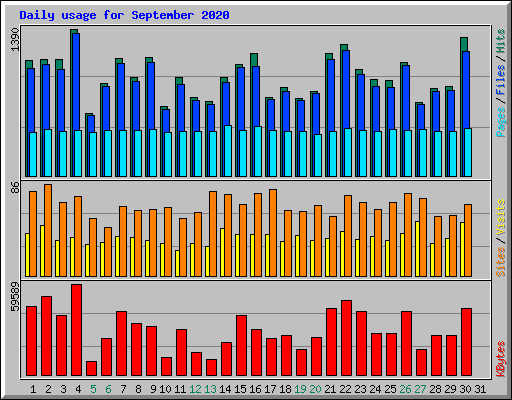 Daily usage for September 2020
1390
Pages / Files / Hits
86
Sites / Visits
59589
KBytes
1 2 3 4 5 6 7 8 9 10 11 12 13 14 15 16 17 18 19 20 21 22 23 24 25 26 27 28 29 30 31